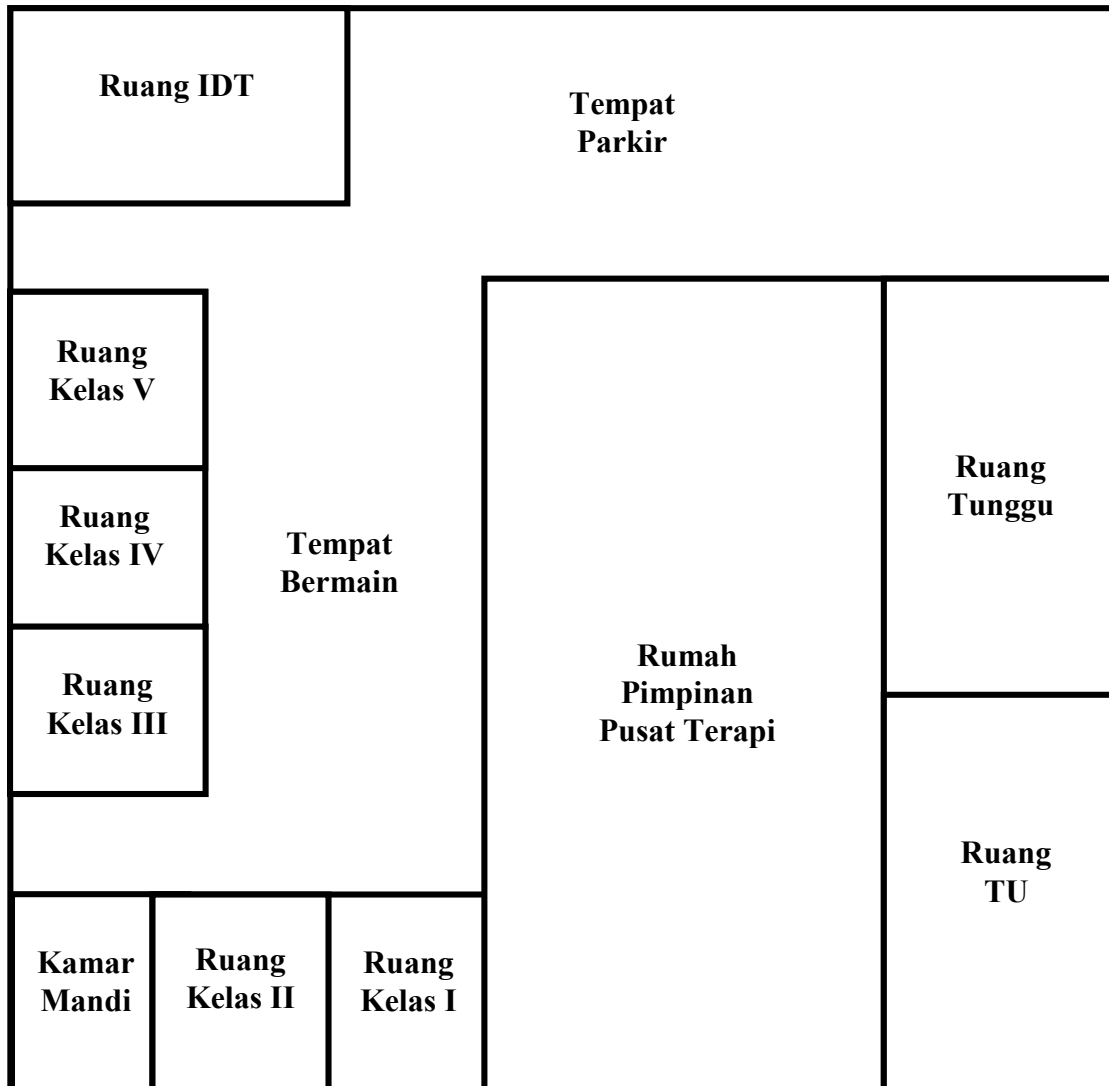 Ruang IDT
Tempat
Parkir
Ruang
Kelas V
Ruang
Kelas IV
Ruang
Kelas III
Tempat
Bermain
Rumah
Pimpinan
Pusat Terapi
Ruang
Tunggu
Ruang
TU
Kamar
Mandi
Ruang
Kelas II
Ruang
Kelas I